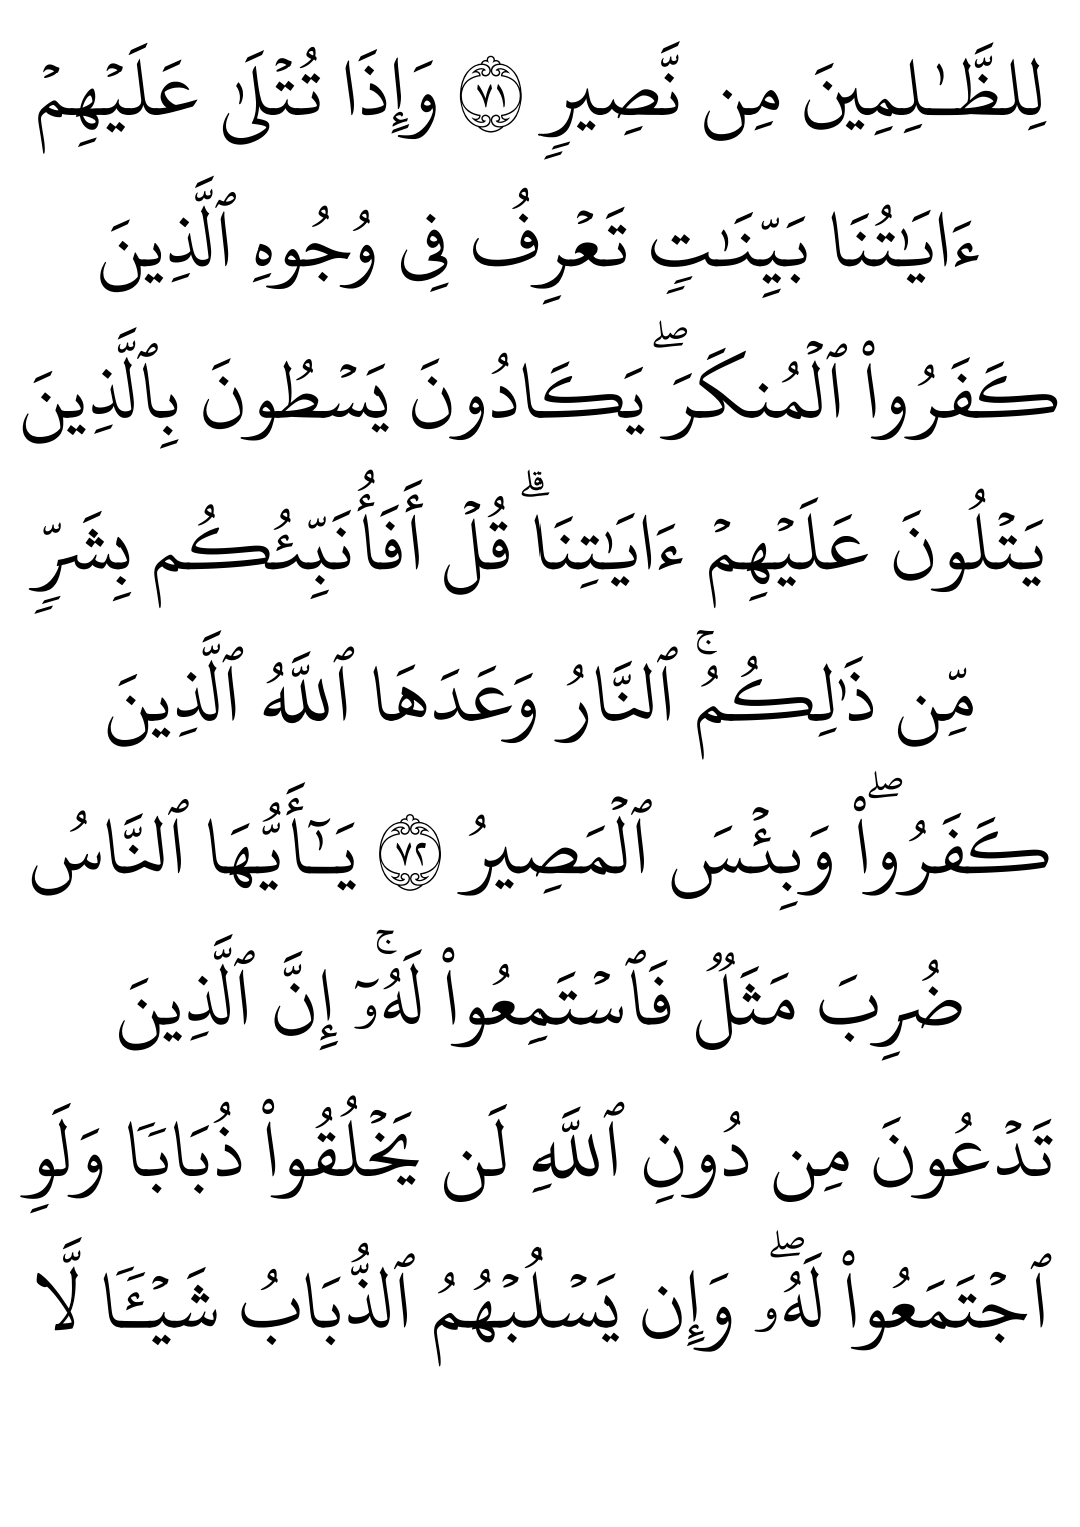 لِلظَّـٰلِمِينَ مِن نَّصِيرٖ ٧١ وَإِذَا تُتۡلَىٰ عَلَيۡهِمۡ
ءَايَـٰتُنَا بَيِّنَـٰتٖ تَعۡرِفُ فِي وُجُوهِ ٱلَّذِينَ
كَفَرُواْ ٱلۡمُنكَرَۖ يَكَادُونَ يَسۡطُونَ بِٱلَّذِينَ
يَتۡلُونَ عَلَيۡهِمۡ ءَايَـٰتِنَاۗ قُلۡ أَفَأُنَبِّئُكُم بِشَرّٖ
مِّن ذَٰلِكُمُۚ ٱلنَّارُ وَعَدَهَا ٱللَّهُ ٱلَّذِينَ
كَفَرُواْۖ وَبِئۡسَ ٱلۡمَصِيرُ ٧٢ يَـٰٓأَيُّهَا ٱلنَّاسُ
ضُرِبَ مَثَلٞ فَٱسۡتَمِعُواْ لَهُۥٓۚ إِنَّ ٱلَّذِينَ
تَدۡعُونَ مِن دُونِ ٱللَّهِ لَن يَخۡلُقُواْ ذُبَابٗا وَلَوِ
ٱجۡتَمَعُواْ لَهُۥۖ وَإِن يَسۡلُبۡهُمُ ٱلذُّبَابُ شَيۡـٔٗا لَّا